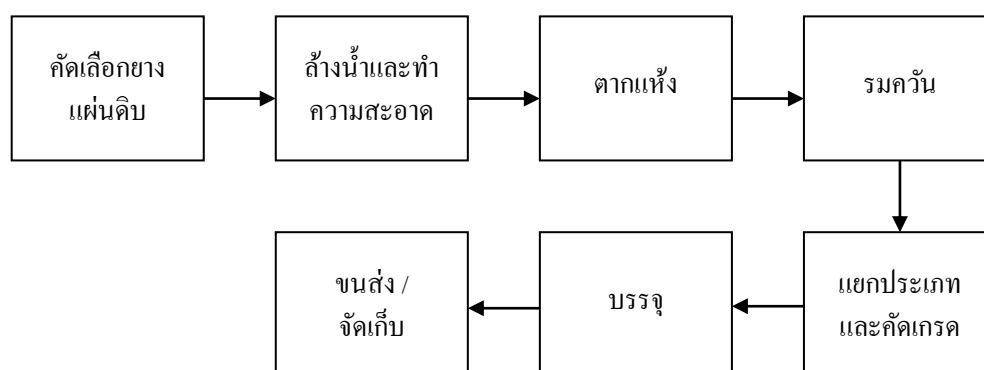 คัดเลือกยาง
แผ่นดิบ
ล้างน้ำและทำ
ความสะอาด
ตากแห้ง
รมควัน
แยกประเภท
และคัดเกรด
บรรจุ
ขนส่ง /
จัดเก็บ